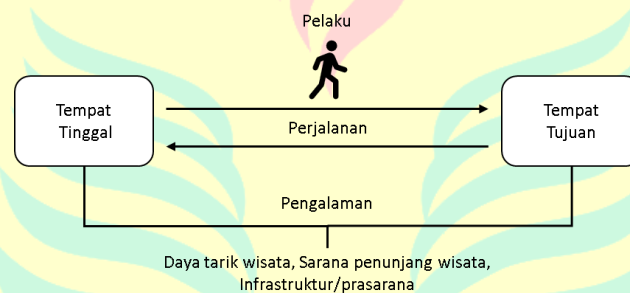 Pelaku
Tempat
Tinggal
Perjalanan
Tempat
Tujuan
Pengalaman
Daya tarik wisata, Sarana penunjang wisata,
Infrastruktur/prasarana